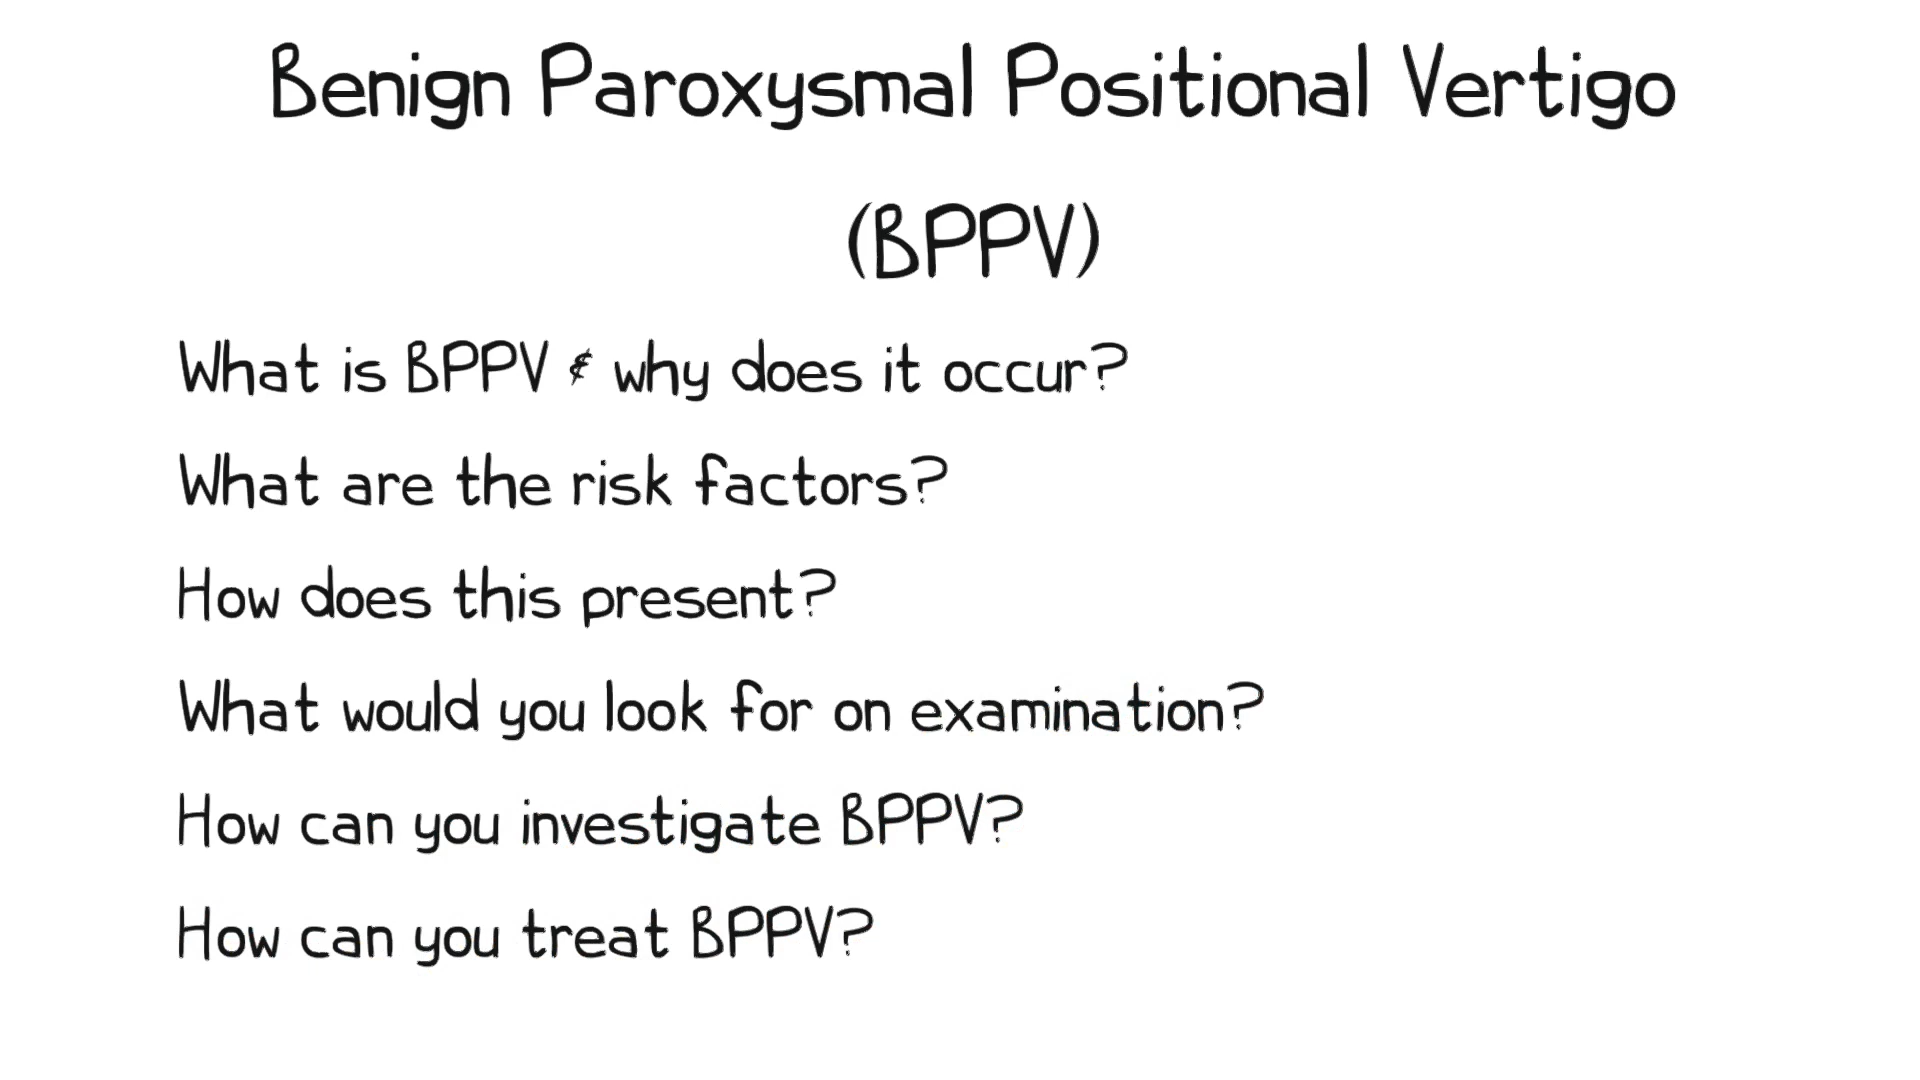 Benign Paroxysmal Positional Vertigo
(BPPV)
What is BPPV & why does it occur?
What are the risk factors?
How does this present?
What would you look for on examination?
How can you investigate BPPV?
How can you treat BPPV?